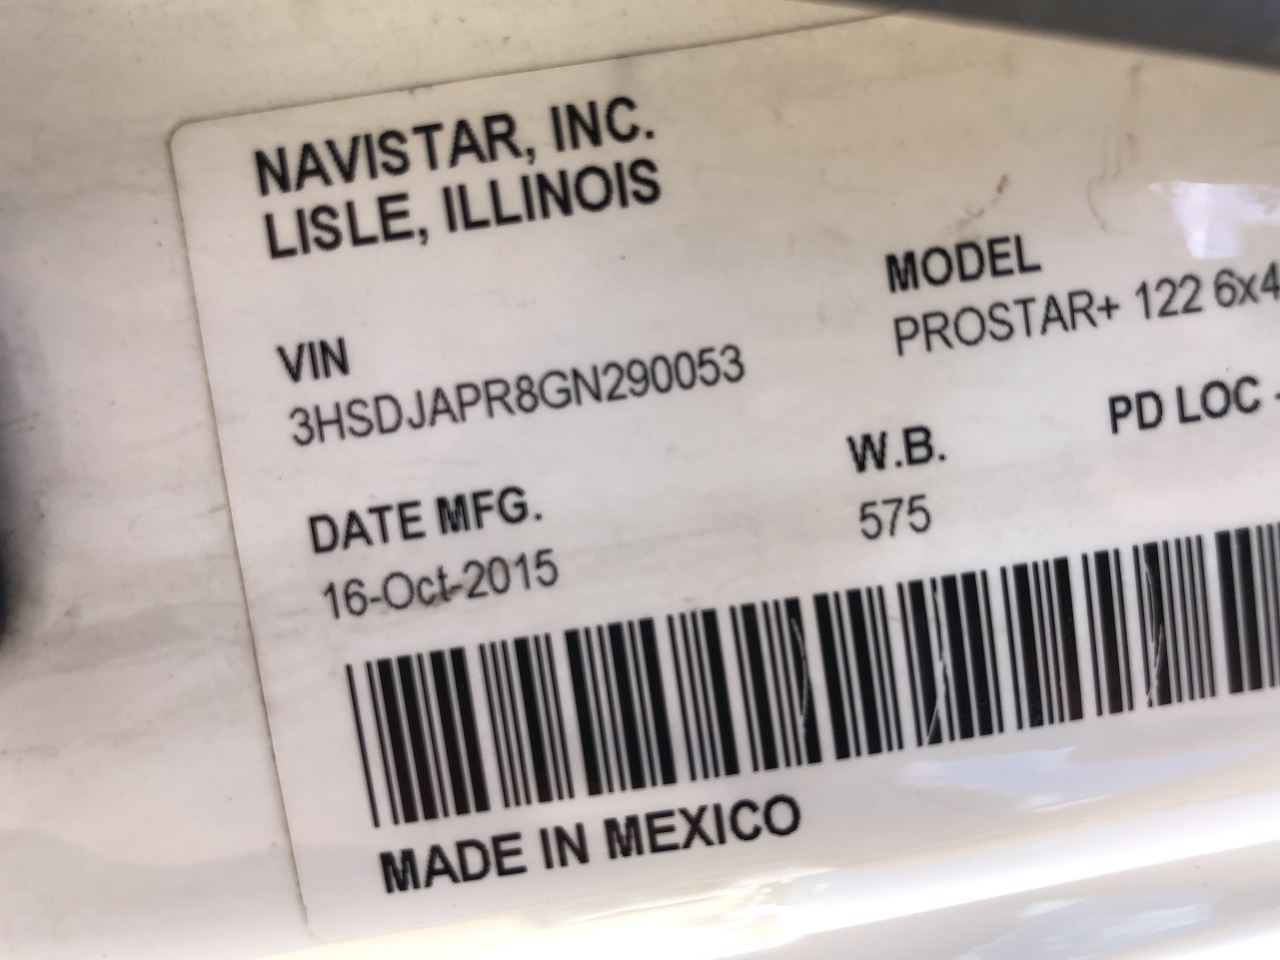 NAVISTAR, INC.
LISLE, ILLINOIS
MODEL
PROSTAR+ 122 6x4
VIN
3HSDJAPR8GN290053
PD LOC -
W.B.
575
DATE MFG.
16-Oct-2015
MADE IN MEXICO